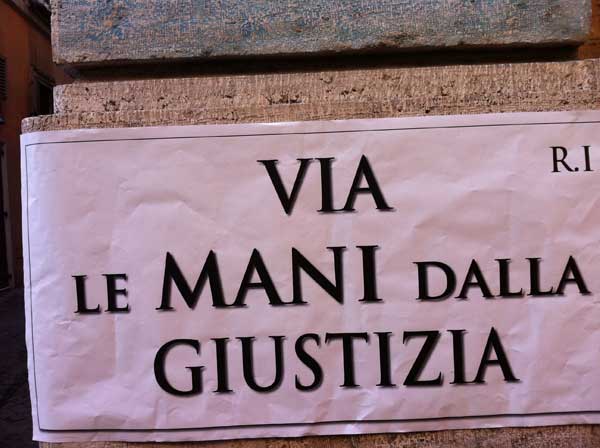 R.I
VIA
LE MANI DALLA
GIUSTIZIA